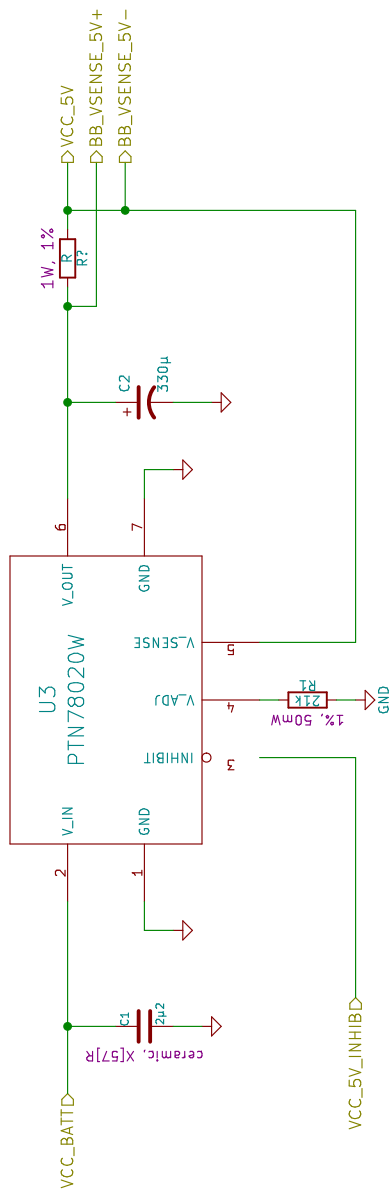 VCC_5V
BB_VSENSE_5V+
BB_VSENSE_5V-
1W, 1%
R
R?
C2
330µ
+
6
7
V_OUT
GND
U3
PTN78020W
V_SENSE
5
V_ADJ
4
R1
21k
1%, 50mW
GND
INHIBIT
3
V_IN
GND
2
1
C1
2µ2
ceramic, X[57]R
VCC_BATT
VCC_5V_INHIB